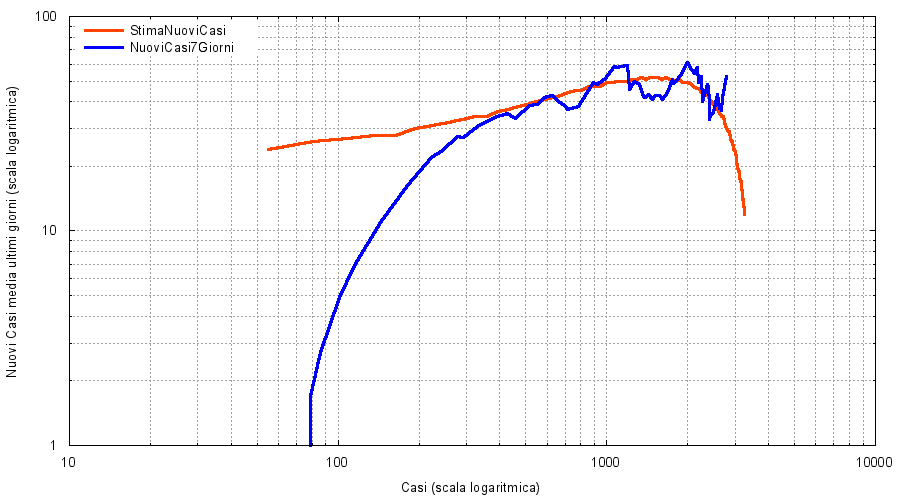 100
StimaNuoviCasi
NuoviCasi7Giorni
10
1
Nuovi Casi media ultimi giorni (scala logaritmica)
10
100
1000
10000
Casi (scala logaritmica)